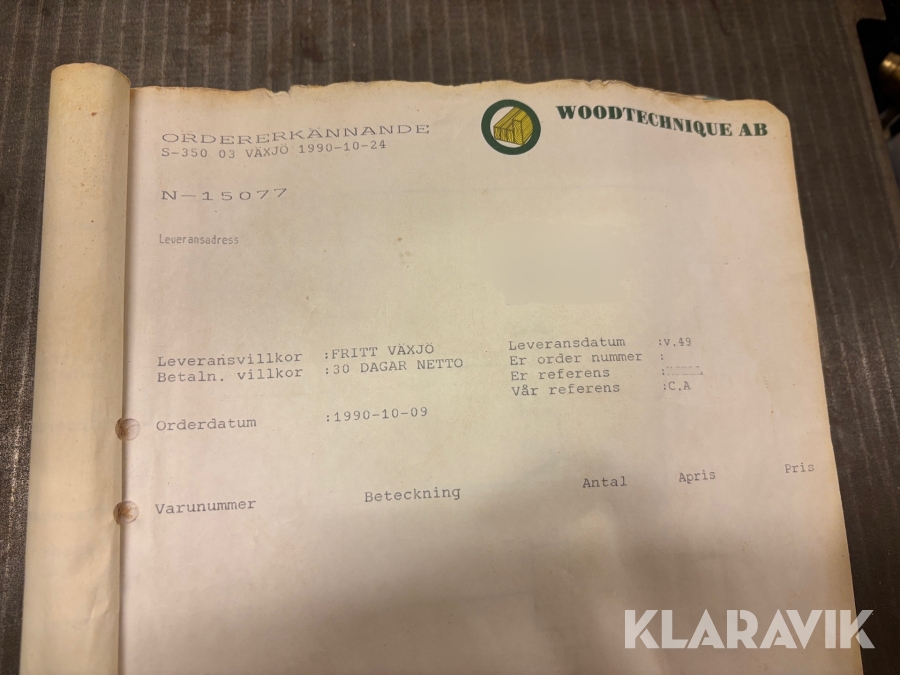 WOODTECHNIQUE AB
ORDERERKÄNNANDE
S-350 03 VÄXJÖ 1990-10-24
N-15077
Leveransadress
Leveransvillkor :FRITT VÄXJÖ
Betaln. villkor :30 DAGAR NETTO
Leveransdatum :v.49
Er order nummer :
Er referens :
Vår referens :C.A
Orderdatum :1990-10-09
Varunummer Beteckning Antal Apris Pris
KLARAVIK